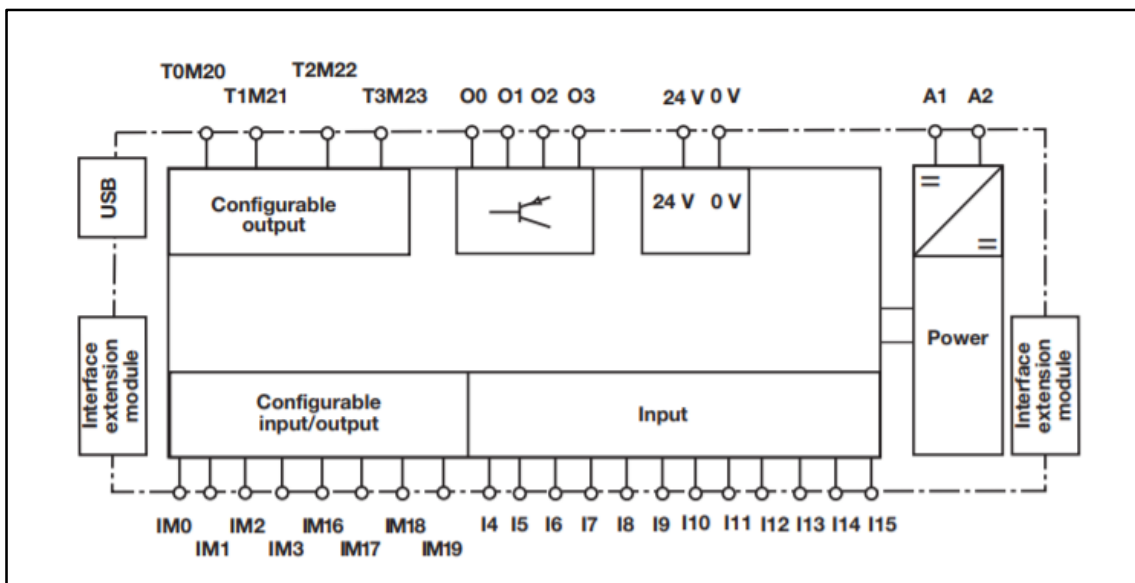 T0M20
T2M22
T1M21
T3M23
O0 O1 O2 O3
24 V 0 V
A1 A2
USB
Configurable
output
24 V 0 V
=
=
Interface
extension
module
Power
Interface
extension
module
Configurable
input/output
Input
IM0
IM2
IM16
IM18
I4 I5 I6 I7 I8 I9 I10 I11 I12 I13 I14 I15
IM1
IM3
IM17
IM19